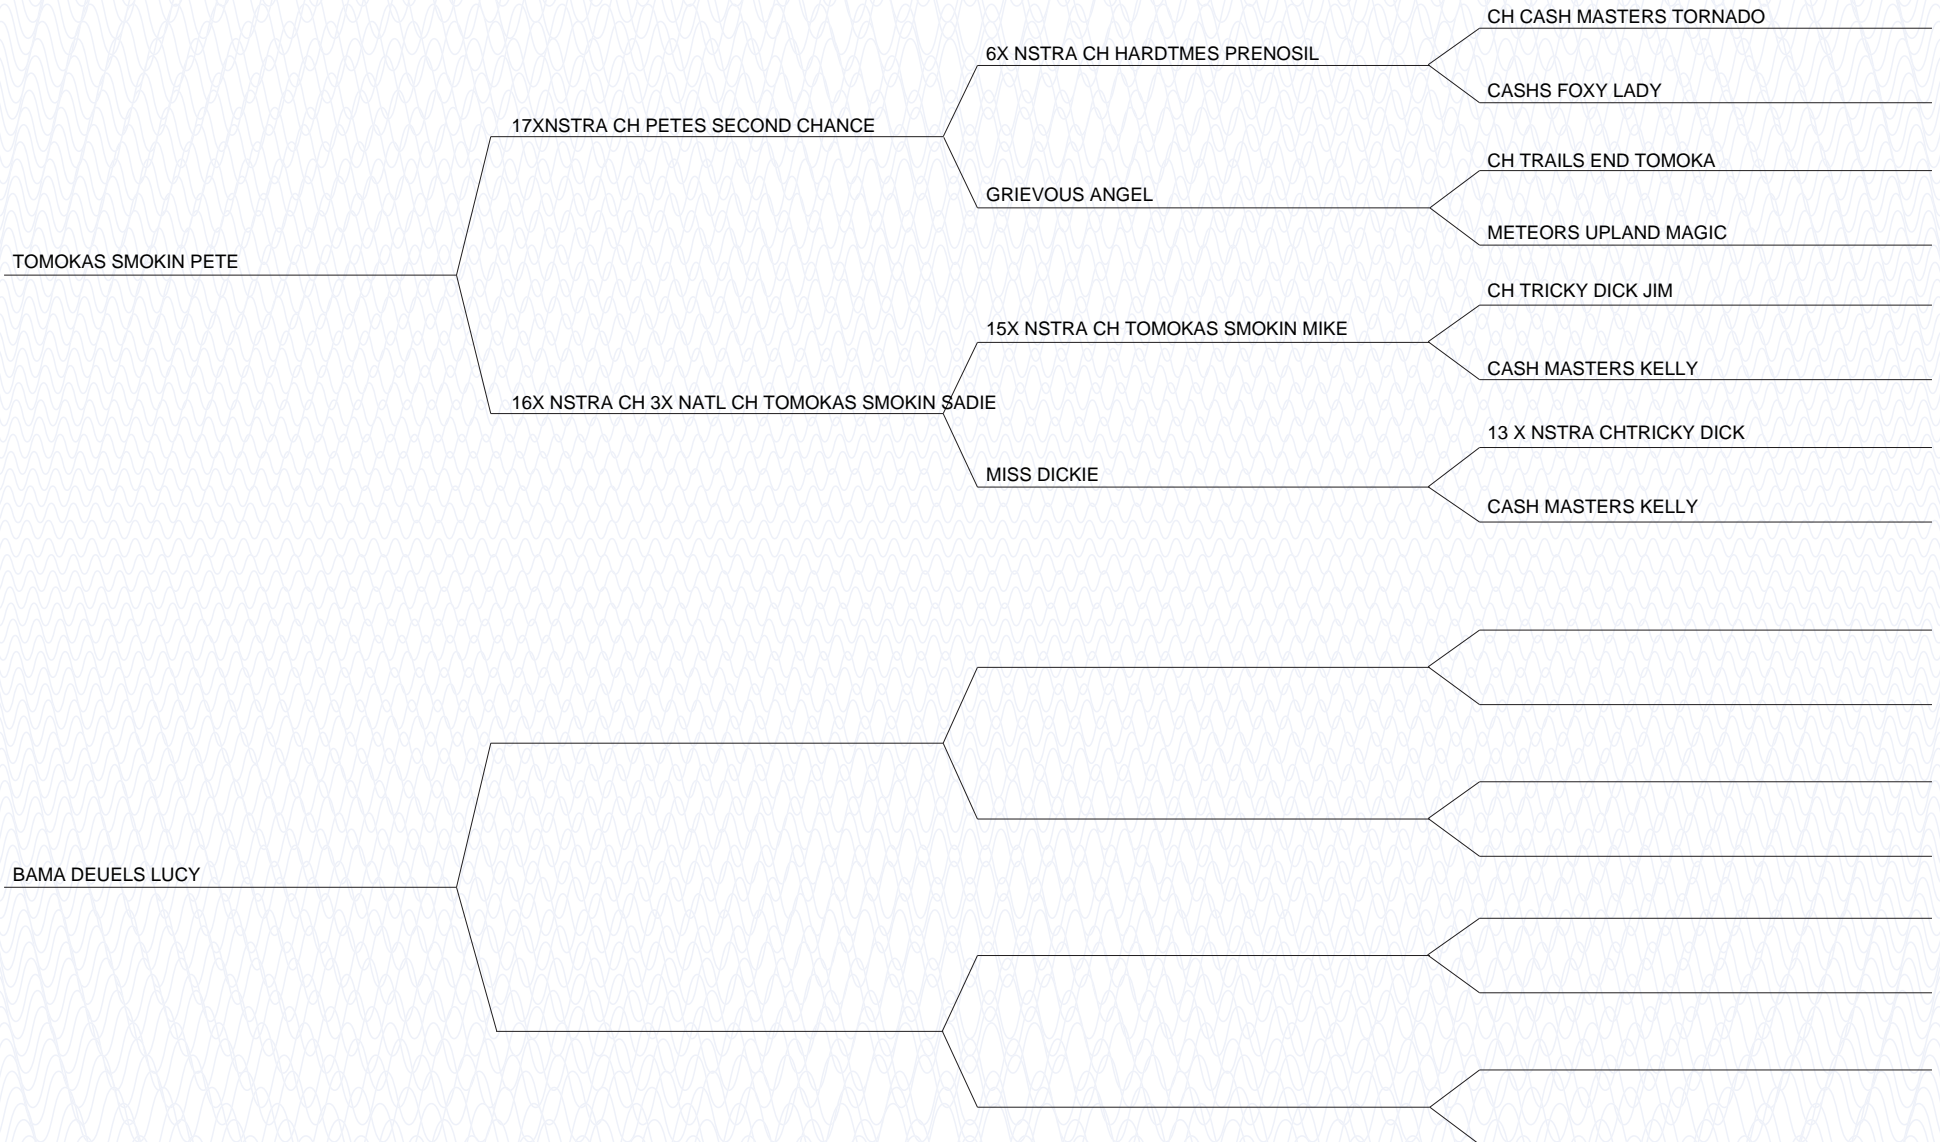 CH CASH MASTERS TORNADO
6X NSTRA CH HARDTMES PRENOSIL
CASHS FOXY LADY
17XNSTRA CH PETES SECOND CHANCE
CH TRAILS END TOMOKA
GRIEVOUS ANGEL
METEORS UPLAND MAGIC
TOMOKAS SMOKIN PETE
CH TRICKY DICK JIM
15X NSTRA CH TOMOKAS SMOKIN MIKE
CASH MASTERS KELLY
16X NSTRA CH 3X NATL CH TOMOKAS SMOKIN SADIE
13 X NSTRA CHTRICKY DICK
MISS DICKIE
CASH MASTERS KELLY
BAMA DEUELS LUCY